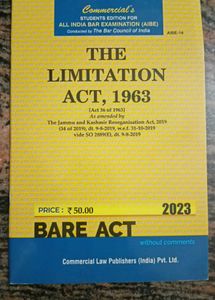 Commercial's
STUDENTS EDITION FOR
ALL INDIA BAR EXAMINATION (AIBE)
Conducted by The Bar Council of India
AIBE-14
THE
LIMITATION
ACT, 1963
[Act 36 of 1963]
As amended by
The Jammu and Kashmir Reorganisation Act, 2019
(34 of 2019), dt. 9-8-2019, w.e.f. 31-10-2019
vide SO 2889(E), dt. 9-8-2019
PRICE : ₹ 50.00
2023
BARE ACT
without comments
Commercial Law Publishers (India) Pvt. Ltd.